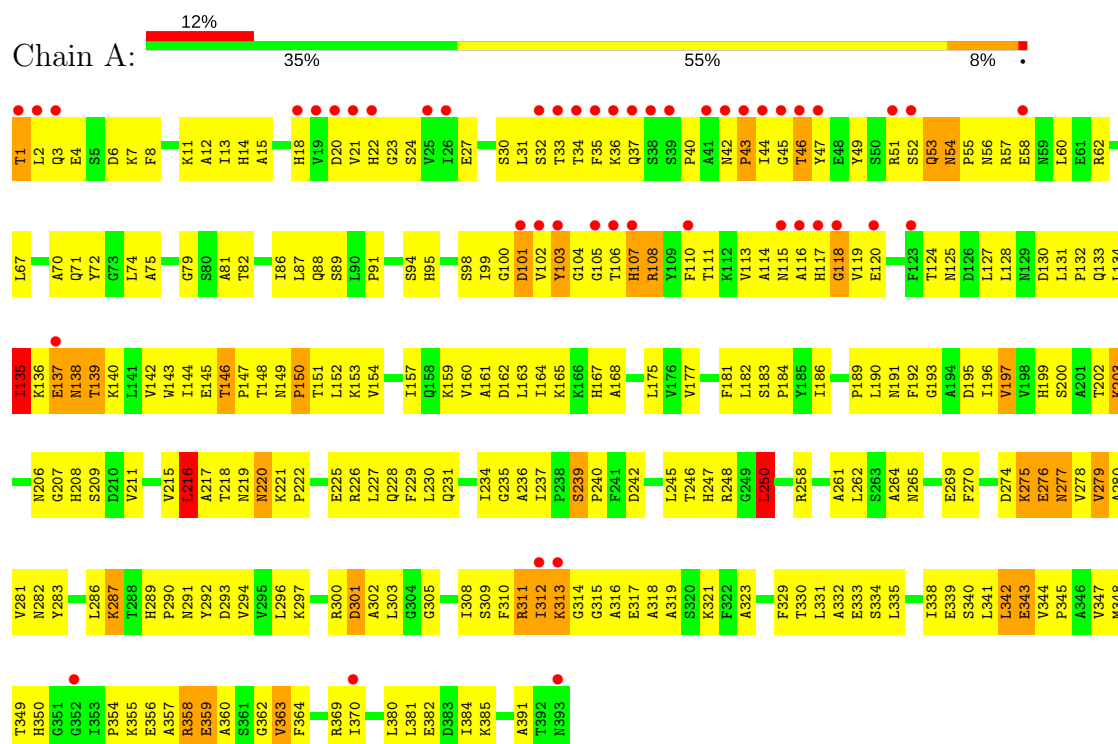 12%
Chain A:
35% 55% 8%
T1 L2 Q3 E4 S5 D6 K7 F8 K11 A12 I13 H14 A15 H18 V19 D20 V21 H22 G23 S24 V25 I26 E27 S30 L31 S32 T33 T34 F35 K36 Q37 S38 S39 P40 A41 N42 P43 I44 G45 T46 Y47 E48 Y49 S50 R51 S52 Q53 N54 P55 N56 R57 E58 N59 L60 E61 R62
L67 A70 Q71 Y72 G73 L74 A75 G79 S80 A81 T82 I86 L87 Q88 S89 L90 P91 S94 H95 S98 I99 G100 D101 V102 Y103 G104 G105 T106 H107 R108 Y109 F110 T111 K112 V113 A114 N115 A116 H117 G118 V119 E120 F123 T124 N125 D126 L127 L128 N129 D130 L131 P132 Q133 L134
I135 K136 E137 N138 T139 K140 L141 V142 W143 I144 E145 T146 P147 T148 N149 P150 T151 L152 K153 V154 I157 Q158 K159 V160 A161 D162 L163 I164 K165 K166 H167 A168 L175 V176 V177 F181 L182 S183 P184 Y185 I186 P189 L190 N191 F192 G193 A194 D195 I196 V197 V198 H199 S200 A201 T202 K203
N206 G207 H208 S209 D210 V211 V215 L216 A217 T218 N219 N220 K221 P222 E225 R226 L227 Q228 F229 L230 Q231 I234 G235 A236 I237 P238 S239 P240 F241 D242 L245 T246 H247 R248 G249 L250 R258 A261 L262 S263 A264 N265 E269 F270 D274 K275 E276 N277 V278 V279 A280
V281 N282 Y283 L286 K287 T288 H289 P290 N291 Y292 D293 V294 V295 L296 K297 R300 D301 A302 L303 G304 G305 I308 S309 F310 R311 I312 K313 G314 G315 A316 E317 A318 A319 S320 K321 F322 A323 F329 T330 L331 A332 E333 S334 L335 I338 E339 S340 L341 L342 E343 V344 P345 A346 V347
T349 H350 G351 G352 I353 P354 K355 E356 A357 R358 E359 A360 S361 G362 V363 F364 R369 I370 L380 L381 E382 D383 I384 K385 A391 T392 N393